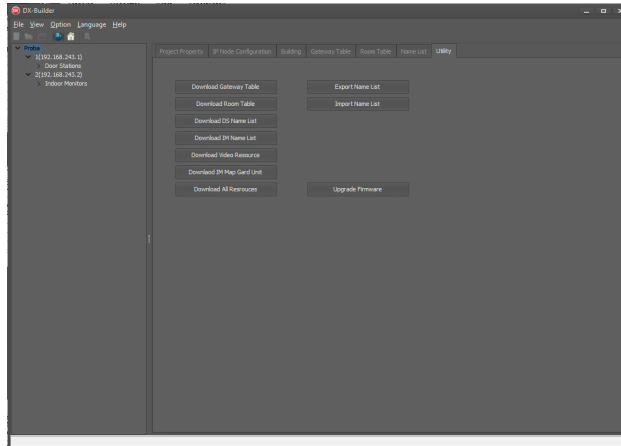 DX-Builder
File View Option Language Help
Proba
1(192.168.243.1)
Door Stations
2(192.168.243.2)
Indoor Monitors
Project Property IP Node Configuration Building Gateway Table Room Table Name List Utility
Download Gateway Table Export Name List
Download Room Table Import Name List
Download DS Name List
Download IM Name List
Download Video Resource
Downlaod IM Map Gard Unit
Download All Resrouces Upgrade Firmware